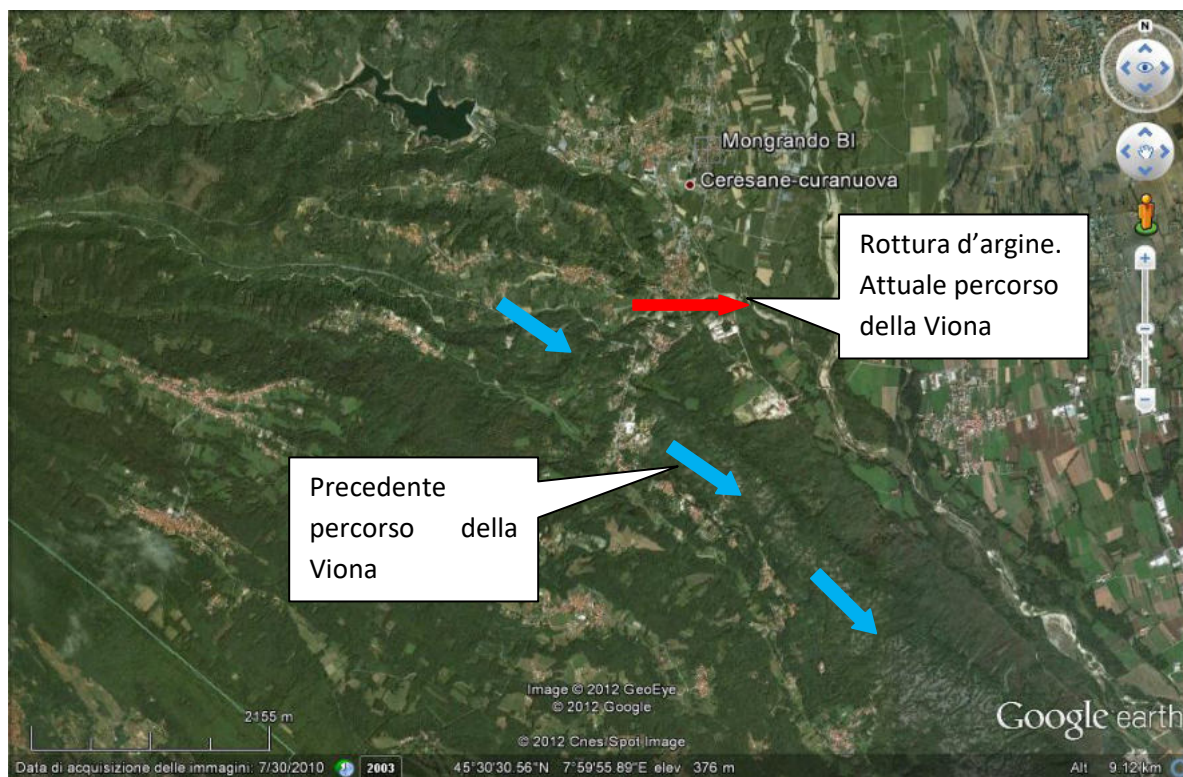 N
Mongrando BI
Ceresane-curanuova
Rottura d’argine.
Attuale percorso
della Viona
Precedente
percorso della
Viona
Image © 2012 GeoEye
© 2012 Google
© 2012 Cnes/Spot Image
Google earth
2155 m
Data di acquisizione delle immagini: 7/30/2010 2003 45°30'30.56"N 7°59'55.89"E elev 376 m Alt 9.12 km